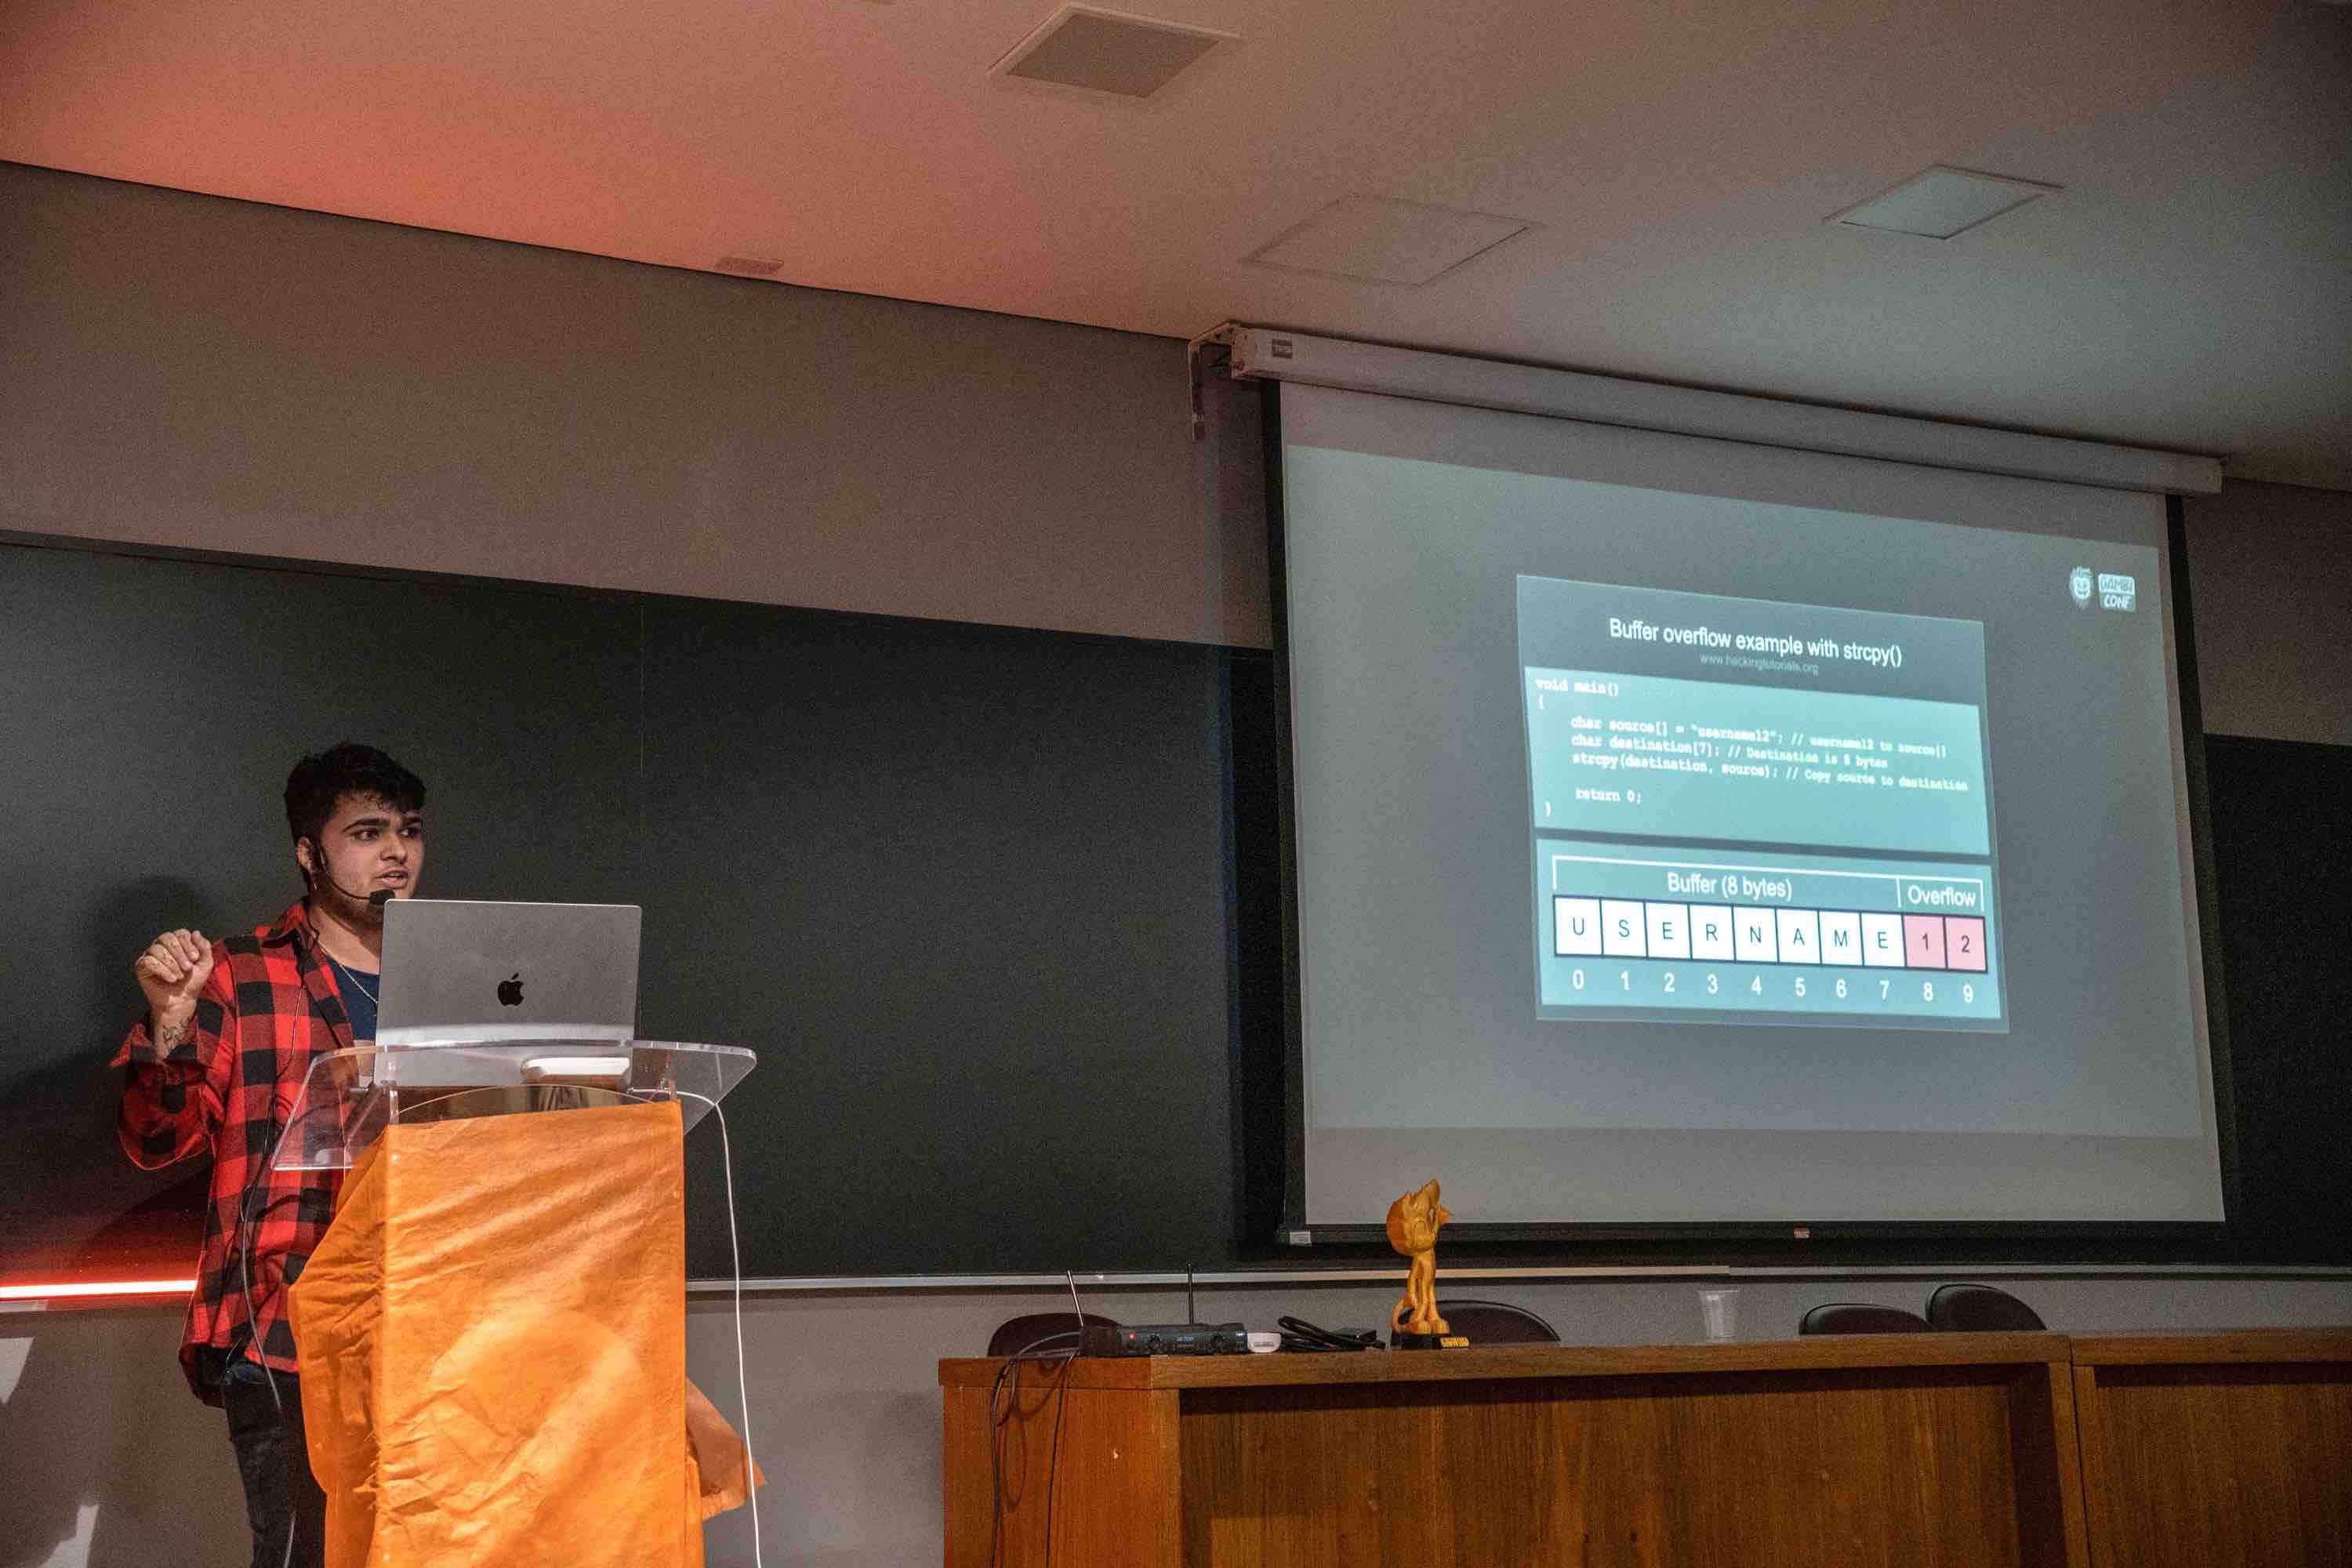 GAMBI
CONF
Buffer overflow example with strcpy()
www.hackingtutorials.org
void main()
{
char source[] = "username12"; // username12 to source[]
char destination[7]; // Destination is 8 bytes
strcpy(destination, source); // Copy source to destination
return 0;
}
Buffer (8 bytes) Overflow
U S E R N A M E 1 2
0 1 2 3 4 5 6 7 8 9